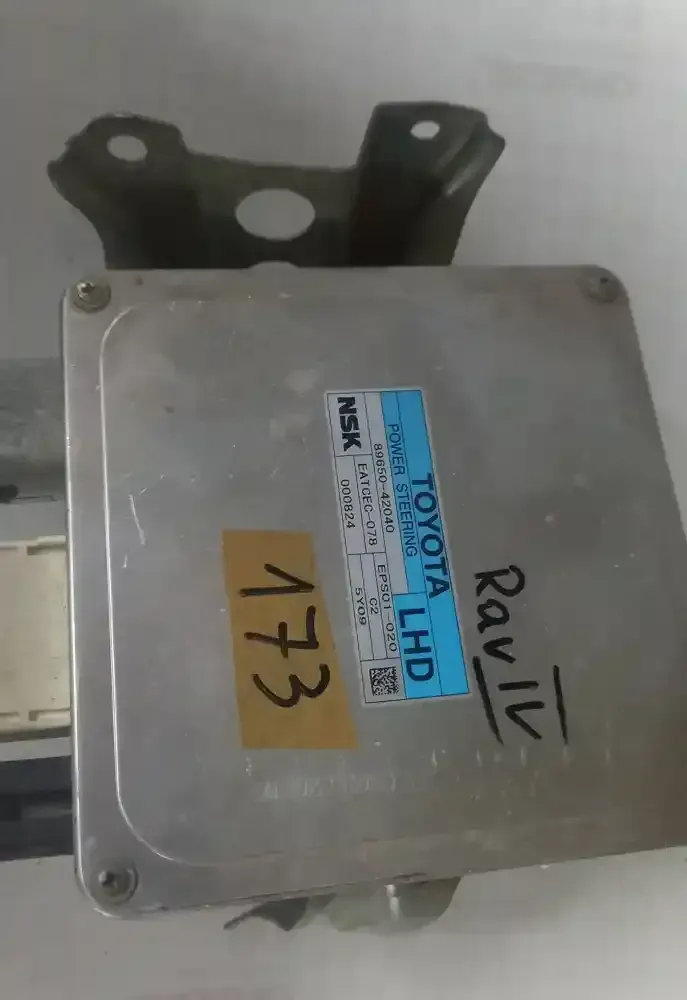 TOYOTA LHD
POWER STEERING
89650-42040 EPS01-020
NSK EATCEC-078 C2
000824 5Y09
Rav IV
173